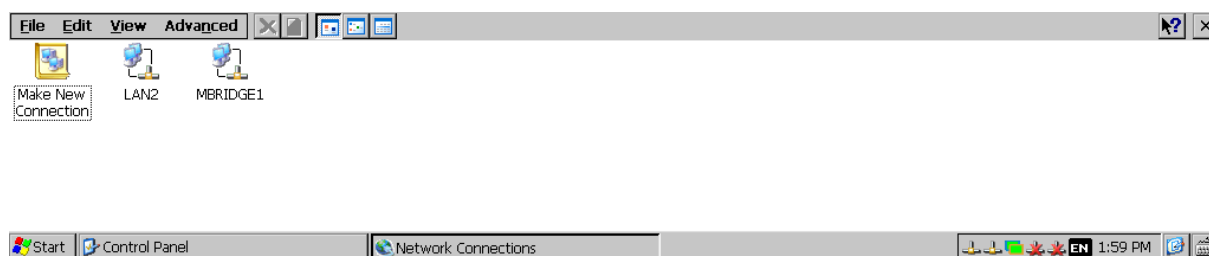 File Edit View Advanced
Make New
Connection
LAN2
MBRIDGE1
Start
Control Panel
Network Connections
EN
1:59 PM